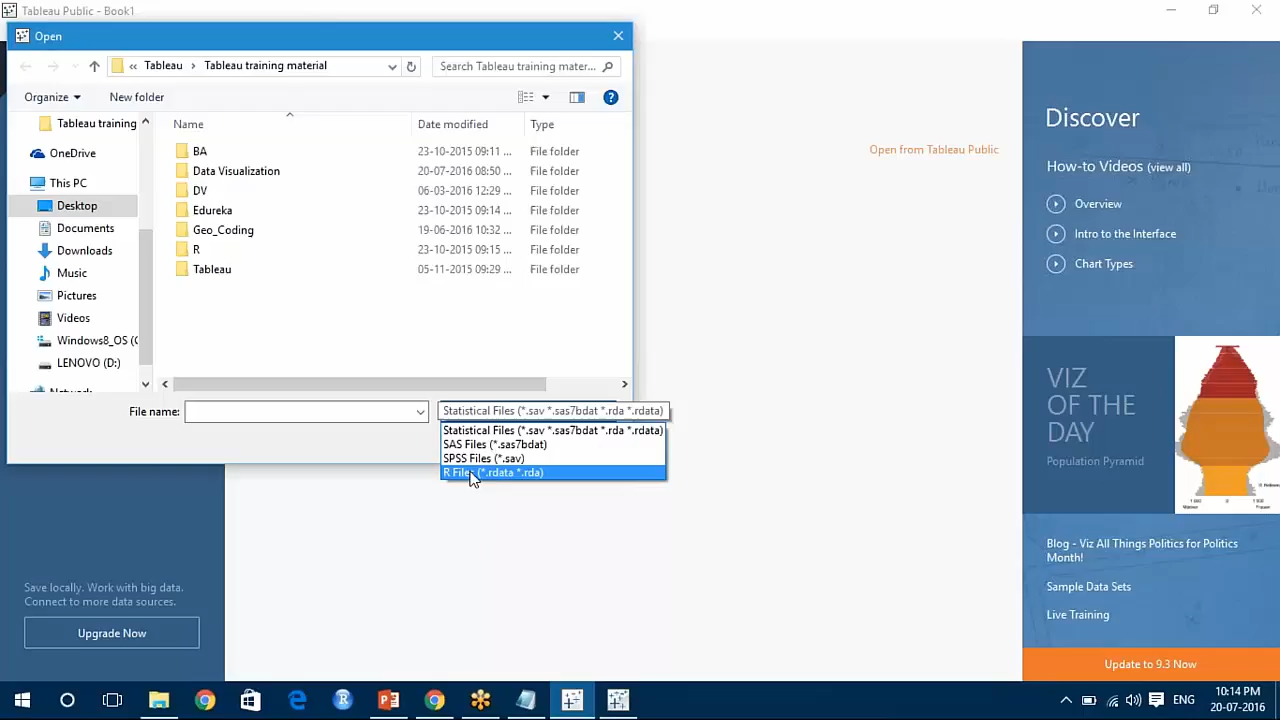 Tableau Public - Book1
Open
« Tableau > Tableau training material
Search Tableau training mater...
Organize
New folder
Name
Date modified
Type
Tableau training
OneDrive
This PC
Desktop
Documents
Downloads
Music
Pictures
Videos
Windows8_OS (C
LENOVO (D:)
Network
BA 23-10-2015 09:11 ... File folder
Data Visualization 20-07-2016 08:50 ... File folder
DV 06-03-2016 12:29 ... File folder
Edureka 23-10-2015 09:14 ... File folder
Geo_Coding 19-06-2016 10:32 ... File folder
R 23-10-2015 09:15 ... File folder
Tableau 05-11-2015 09:29 ... File folder
File name:
Statistical Files (*.sav *.sas7bdat *.rda *.rdata)
Statistical Files (*.sav *.sas7bdat *.rda *.rdata)
SAS Files (*.sas7bdat)
SPSS Files (*.sav)
R Files (*.rdata *.rda)
Open from Tableau Public
Save locally. Work with big data.
Connect to more data sources.
Upgrade Now
Discover
How-to Videos (view all)
Overview
Intro to the Interface
Chart Types
VIZ
OF THE
DAY
Population Pyramid
Blog - Viz All Things Politics for Politics
Month!
Sample Data Sets
Live Training
Update to 9.3 Now
ENG
10:14 PM
20-07-2016